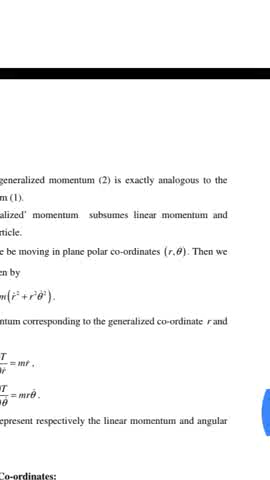 generalized momentum (2) is exactly analogous to the
m (1).
alized' momentum subsumes linear momentum and
rticle.
e be moving in plane polar co-ordinates (r, θ). Then we
en by
m(ṙ² + r²θ̇²).
ntum corresponding to the generalized co-ordinate r and
∂T/∂ṙ = mṙ,
∂T/∂θ̇ = mrθ̇.
epresent respectively the linear momentum and angular
Co-ordinates: